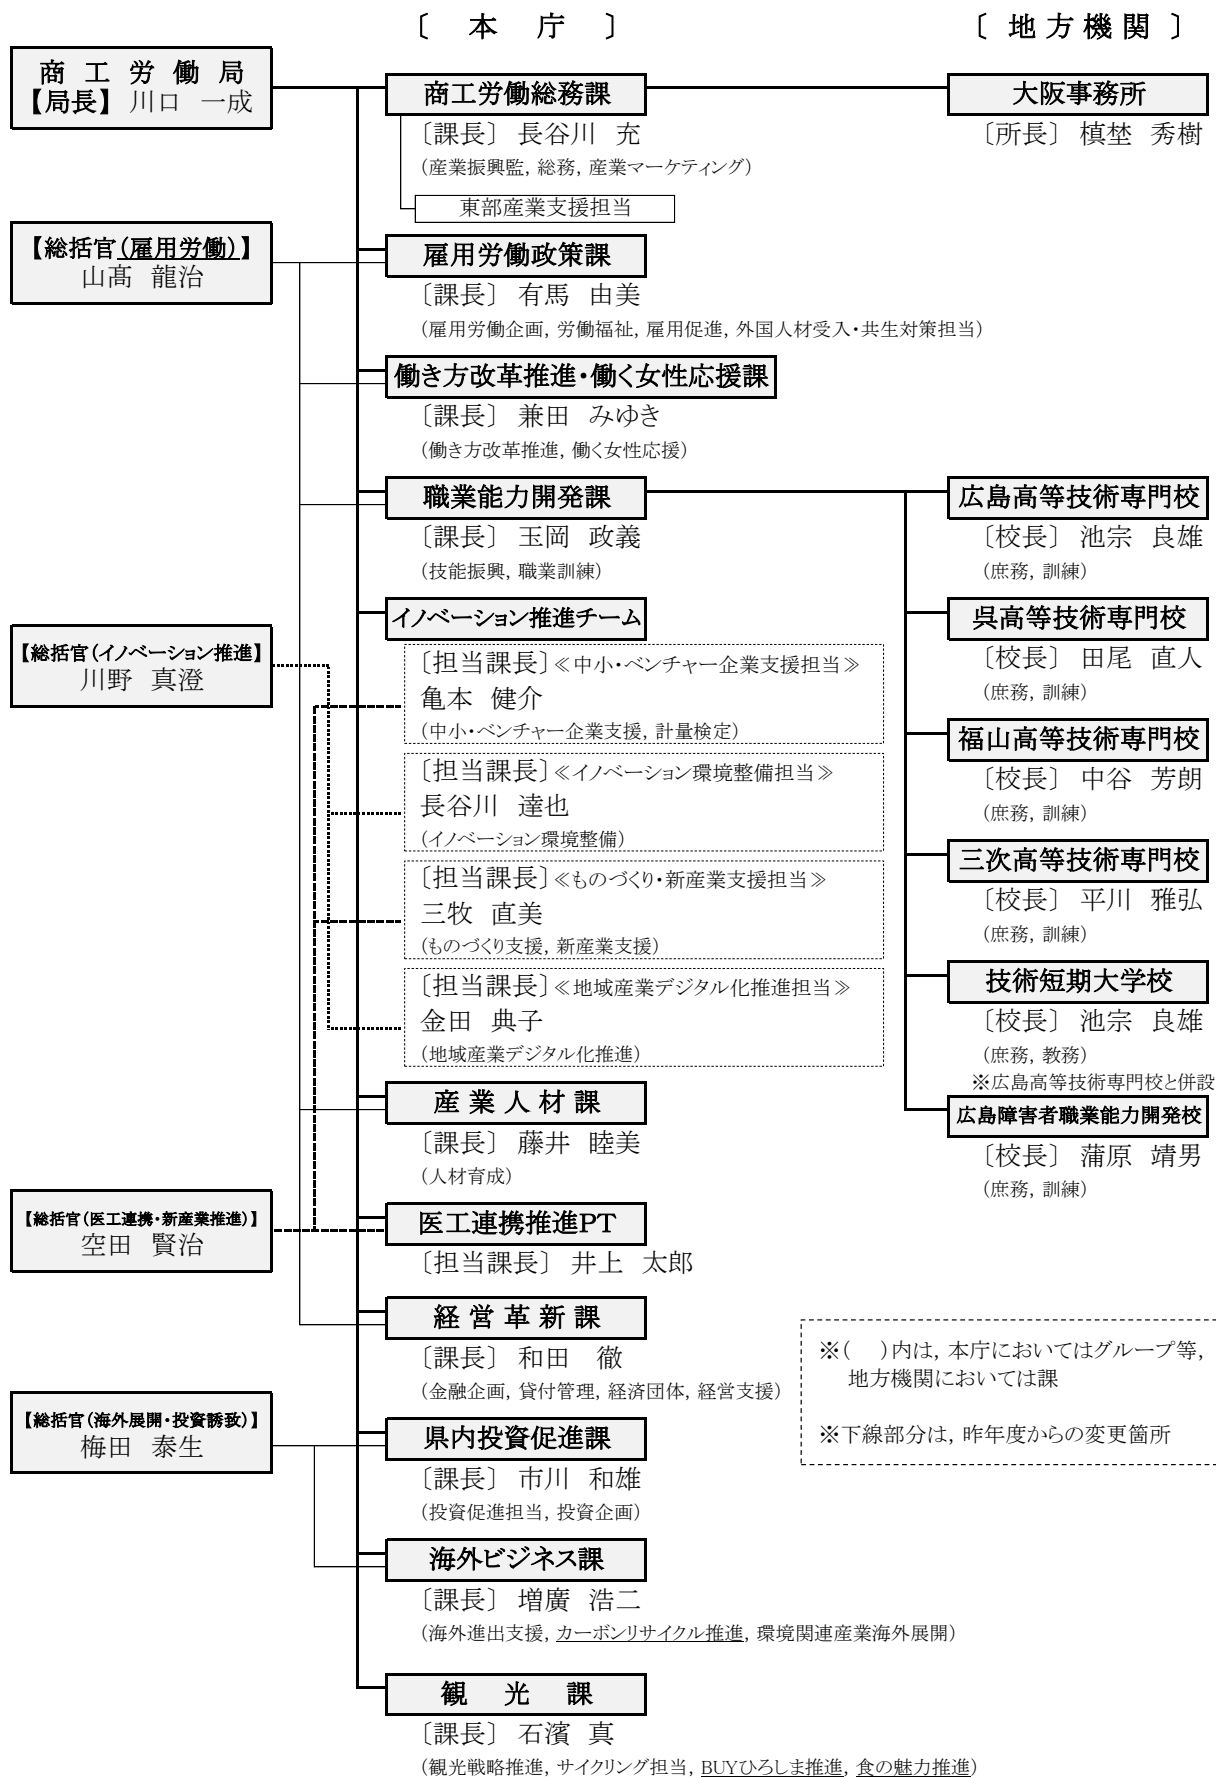 〔 本 庁 〕
〔 地 方 機 関 〕
商 工 労 働 局
【局長】 川口 一成
商工労働総務課
〔課長〕 長谷川 充
(産業振興監, 総務, 産業マーケティング)
東部産業支援担当
大阪事務所
〔所長〕 槙埜 秀樹
【総括官(雇用労働)】
山髙 龍治
雇用労働政策課
〔課長〕 有馬 由美
(雇用労働企画, 労働福祉, 雇用促進, 外国人材受入・共生対策担当)
働き方改革推進・働く女性応援課
〔課長〕 兼田 みゆき
(働き方改革推進, 働く女性応援)
職業能力開発課
〔課長〕 玉岡 政義
(技能振興, 職業訓練)
広島高等技術専門校
〔校長〕 池宗 良雄
(庶務, 訓練)
呉高等技術専門校
〔校長〕 田尾 直人
(庶務, 訓練)
福山高等技術専門校
〔校長〕 中谷 芳朗
(庶務, 訓練)
三次高等技術専門校
〔校長〕 平川 雅弘
(庶務, 訓練)
技術短期大学校
〔校長〕 池宗 良雄
(庶務, 教務)
※広島高等技術専門校と併設
広島障害者職業能力開発校
〔校長〕 蒲原 靖男
(庶務, 訓練)
【総括官(イノベーション推進】
川野 真澄
イノベーション推進チーム
〔担当課長〕≪中小・ベンチャー企業支援担当≫
亀本 健介
(中小・ベンチャー企業支援, 計量検定)
〔担当課長〕≪イノベーション環境整備担当≫
長谷川 達也
(イノベーション環境整備)
〔担当課長〕≪ものづくり・新産業支援担当≫
三牧 直美
(ものづくり支援, 新産業支援)
〔担当課長〕≪地域産業デジタル化推進担当≫
金田 典子
(地域産業デジタル化推進)
産 業 人 材 課
〔課長〕 藤井 睦美
(人材育成)
【総括官(医工連携・新産業推進)】
空田 賢治
医工連携推進PT
〔担当課長〕 井上 太郎
経 営 革 新 課
〔課長〕 和田 徹
(金融企画, 貸付管理, 経済団体, 経営支援)
【総括官(海外展開・投資誘致)】
梅田 泰生
県内投資促進課
〔課長〕 市川 和雄
(投資促進担当, 投資企画)
海外ビジネス課
〔課長〕 増廣 浩二
(海外進出支援, カーボンリサイクル推進, 環境関連産業海外展開)
観 光 課
〔課長〕 石濱 真
(観光戦略推進, サイクリング担当, BUYひろしま推進, 食の魅力推進)
※( )内は, 本庁においてはグループ等,
地方機関においては課
※下線部分は, 昨年度からの変更箇所